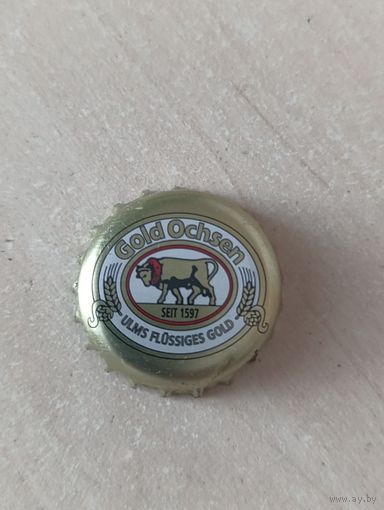 Gold Ochsen
SEIT 1597
ULMS FLÜSSIGES GOLD
www.ay.by